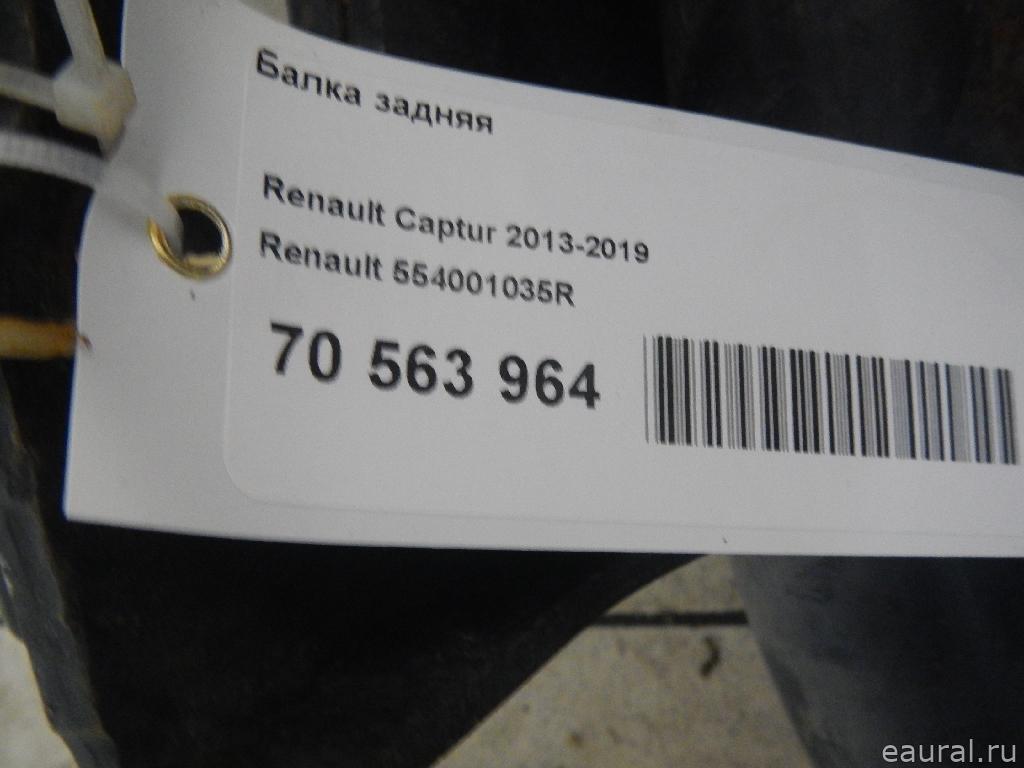 Балка задняя
Renault Captur 2013-2019
Renault 554001035R
70 563 964
eaural.ru